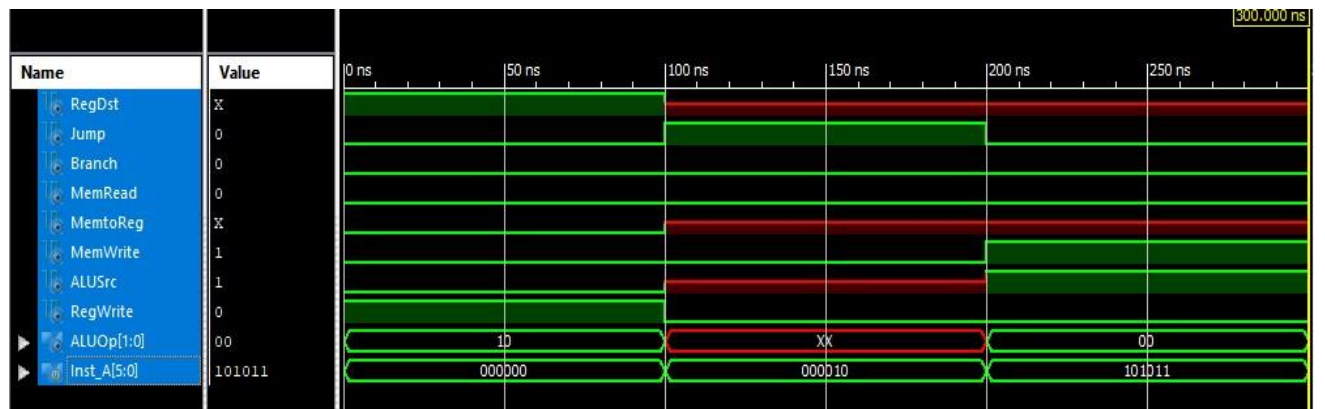 300.000 ns
Name Value 0 ns 50 ns 100 ns 150 ns 200 ns 250 ns
RegDst X
Jump 0
Branch 0
MemRead 0
MemtoReg X
MemWrite 1
ALUSrc 1
RegWrite 0
ALUOp[1:0] 00 10 XX 00
Inst_A[5:0] 101011 000000 000010 101011